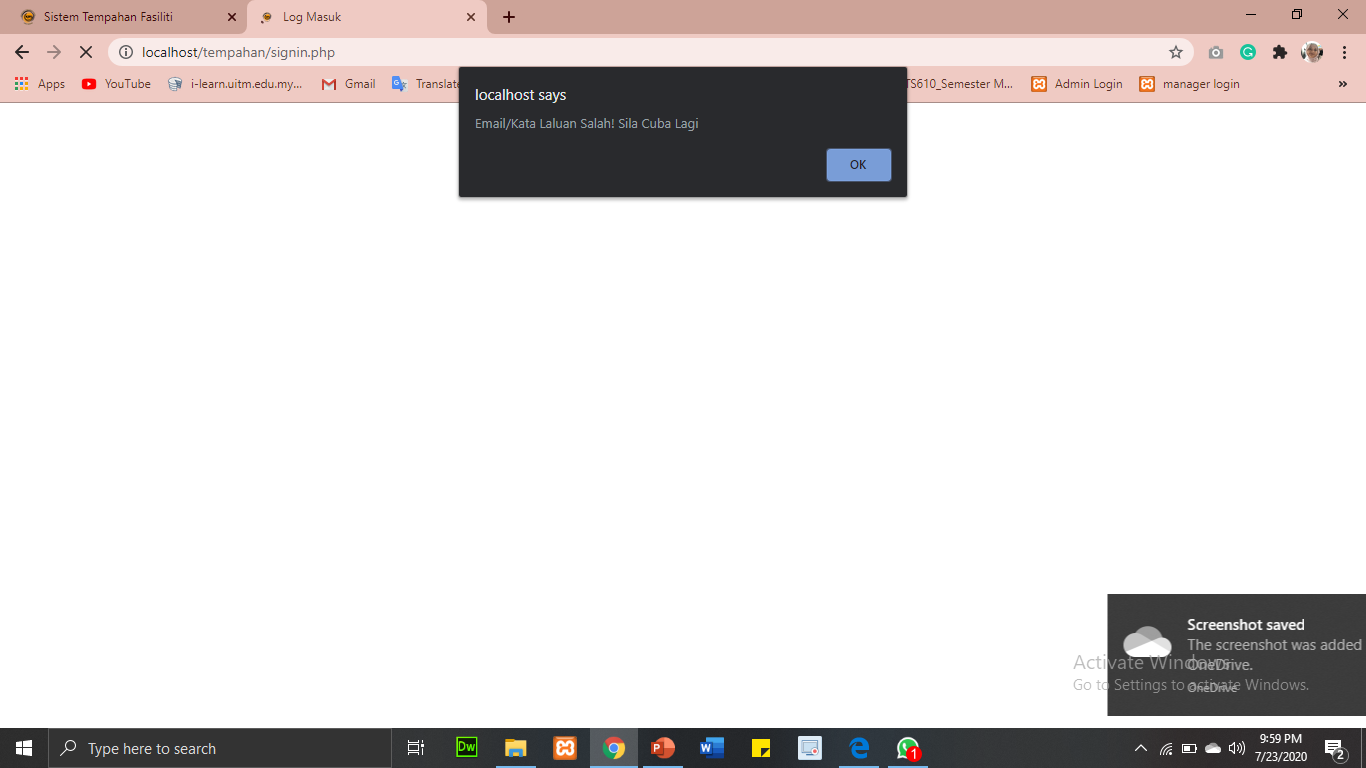 Sistem Tempahan Fasiliti
Log Masuk
localhost/tempahan/signin.php
Apps
YouTube
i-learn.uitm.edu.my...
Gmail
Translate
TS610_Semester M...
Admin Login
manager login
»
localhost says
Email/Kata Laluan Salah! Sila Cuba Lagi
OK
Screenshot saved
The screenshot was added
OneDrive.
OneDrive
Activate Windows
Go to Settings to activate Windows.
Type here to search
Dw
1
9:59 PM
7/23/2020
2